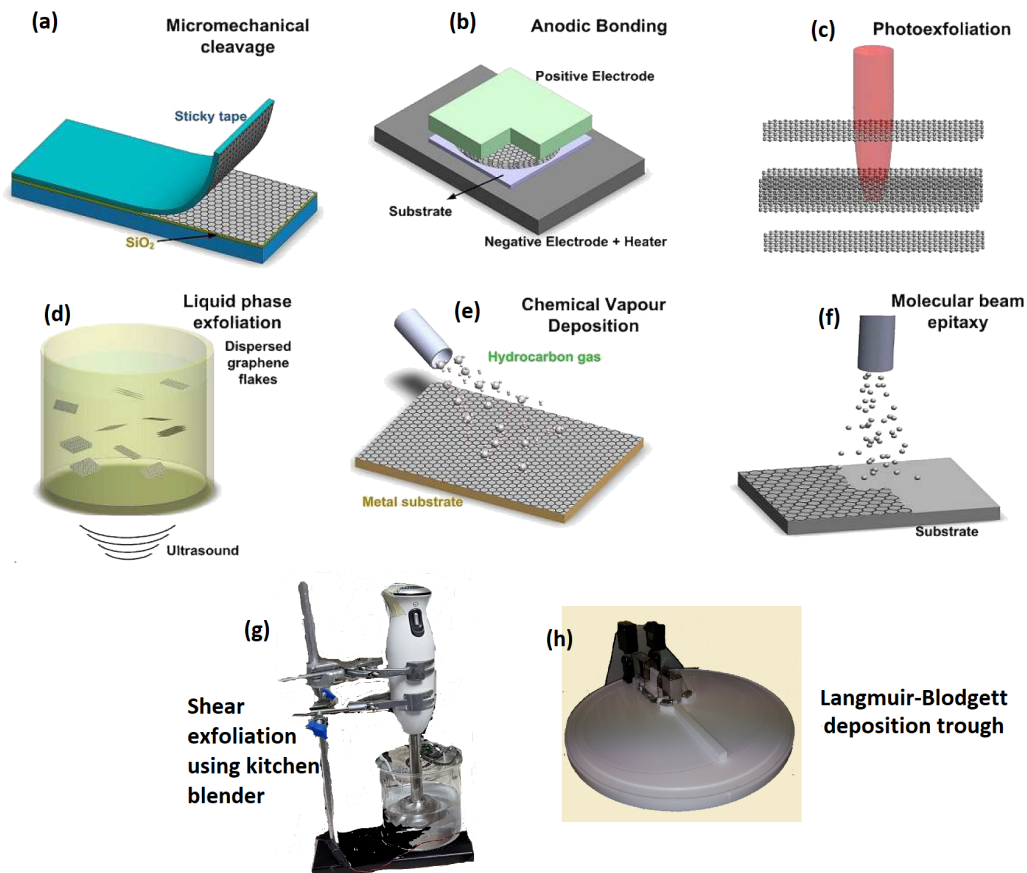 (a)
Micromechanical
cleavage
Sticky tape
SiO₂
(b)
Anodic Bonding
Positive Electrode
Substrate
Negative Electrode + Heater
(c)
Photoexfoliation
(d)
Liquid phase
exfoliation
Dispersed
graphene
flakes
Ultrasound
(e)
Chemical Vapour
Deposition
Hydrocarbon gas
Metal substrate
(f)
Molecular beam
epitaxy
Substrate
(g)
Shear
exfoliation
using kitchen
blender
(h)
Langmuir-Blodgett
deposition trough